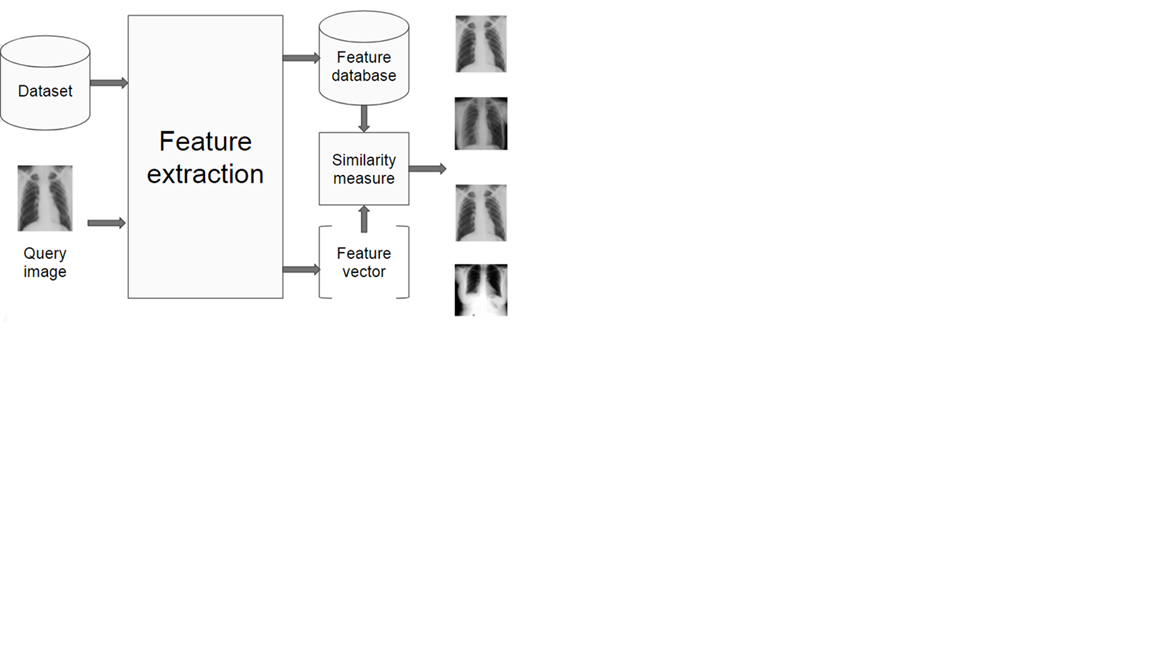 Dataset
Query
image
Feature
extraction
Feature
database
Similarity
measure
Feature
vector